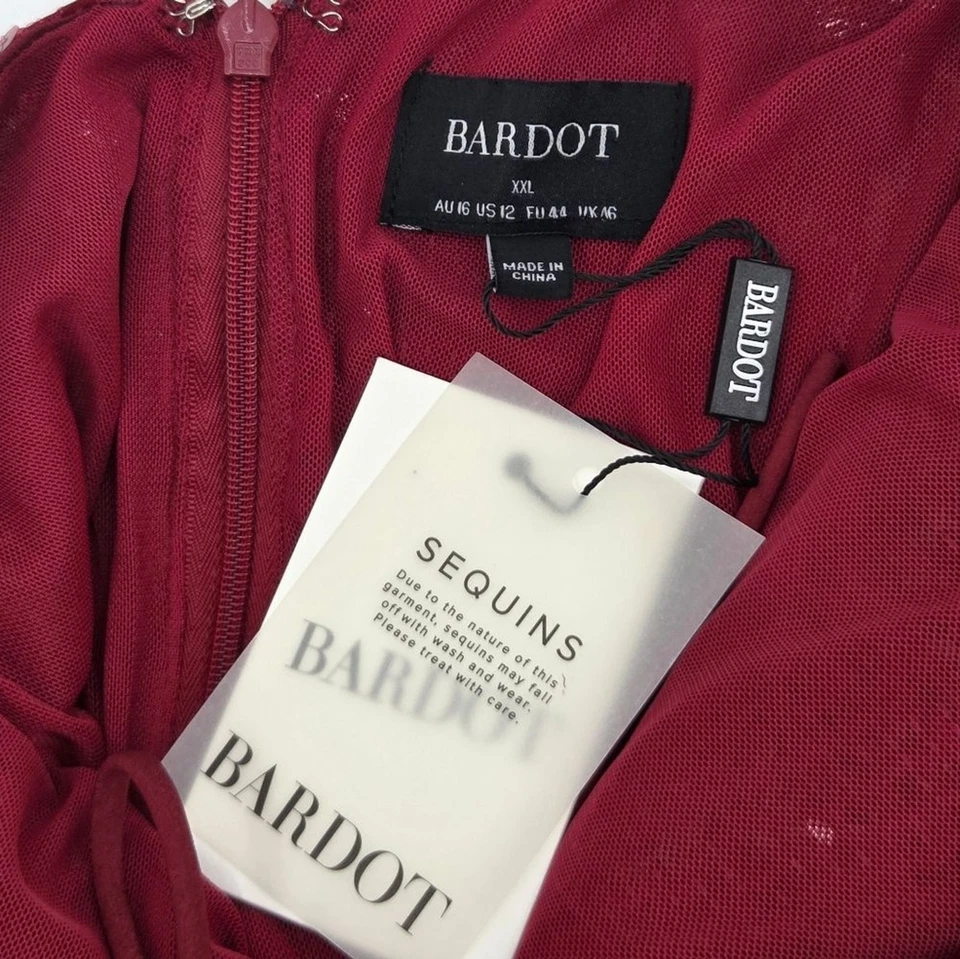 BARDOT
XXL
AU 16 US 12 EU 44 UK 16
MADE IN
CHINA
BARDOT
SEQUINS
Due to the nature of this
garment, sequins may fall
off with wash and wear.
Please treat with care.
BARDOT
BARDOT